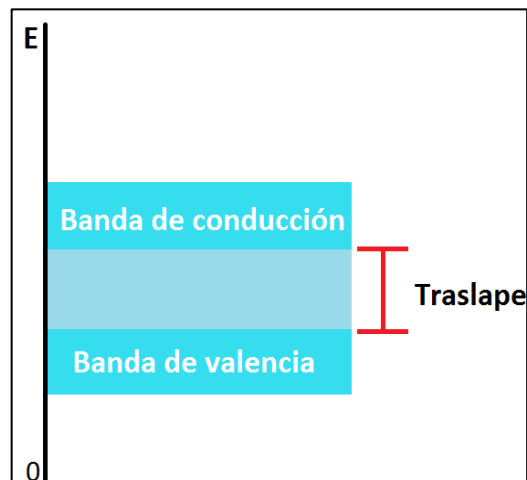 E
Banda de conducción
Traslape
Banda de valencia
0